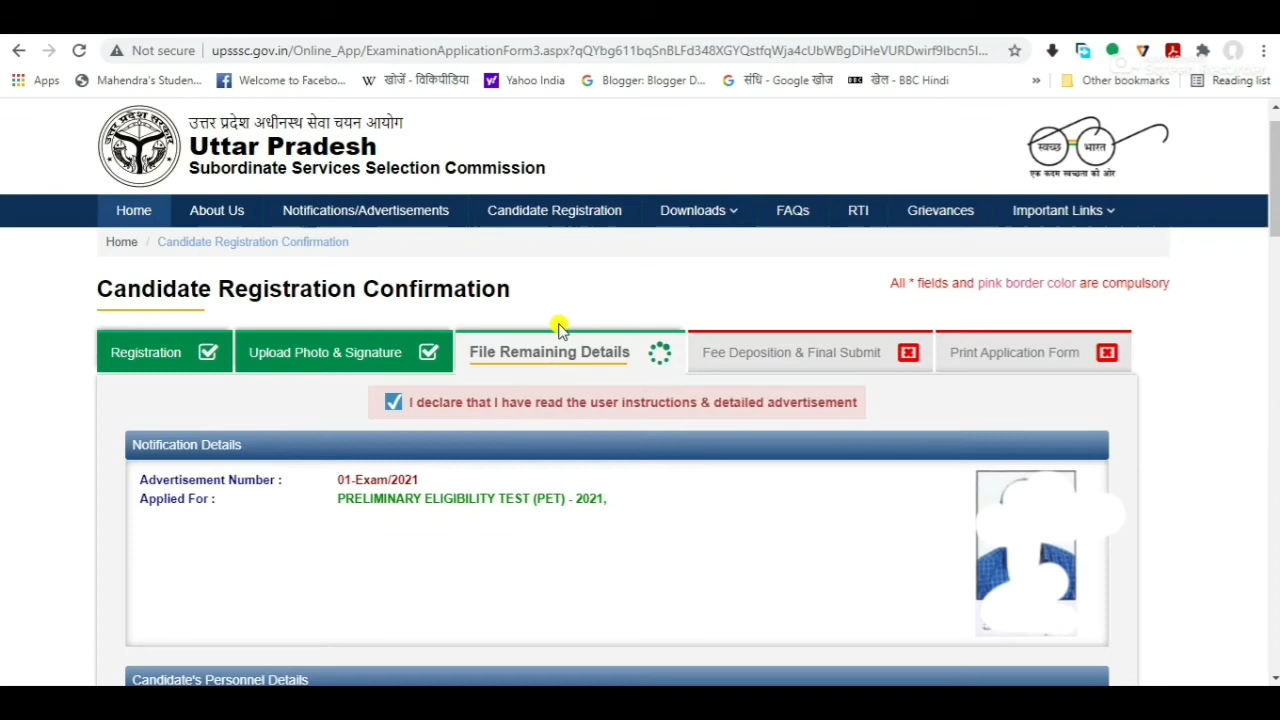 Not secure
upsssc.gov.in/Online_App/ExaminationApplicationForm3.aspx?qQYbg611bqSnBLFd348XGYQstfqWja4cUbWBgDiHeVURDwirf9Ibcn5I...
Apps Mahendra's Studen... Welcome to Facebo... खोजें - विकिपीडिया Yahoo India Blogger: Blogger D... संधि - Google खोज BBC खेल - BBC Hindi » Other bookmarks Reading list
उत्तर प्रदेश अधीनस्थ सेवा चयन आयोग
Uttar Pradesh
Subordinate Services Selection Commission
स्वच्छ भारत
एक कदम स्वच्छता की ओर
Home About Us Notifications/Advertisements Candidate Registration Downloads FAQs RTI Grievances Important Links
Home / Candidate Registration Confirmation
Candidate Registration Confirmation
All * fields and pink border color are compulsory
Registration Upload Photo & Signature File Remaining Details Fee Deposition & Final Submit Print Application Form
I declare that I have read the user instructions & detailed advertisement
Notification Details
Advertisement Number : 01-Exam/2021
Applied For : PRELIMINARY ELIGIBILITY TEST (PET) - 2021,
Candidate's Personnel Details